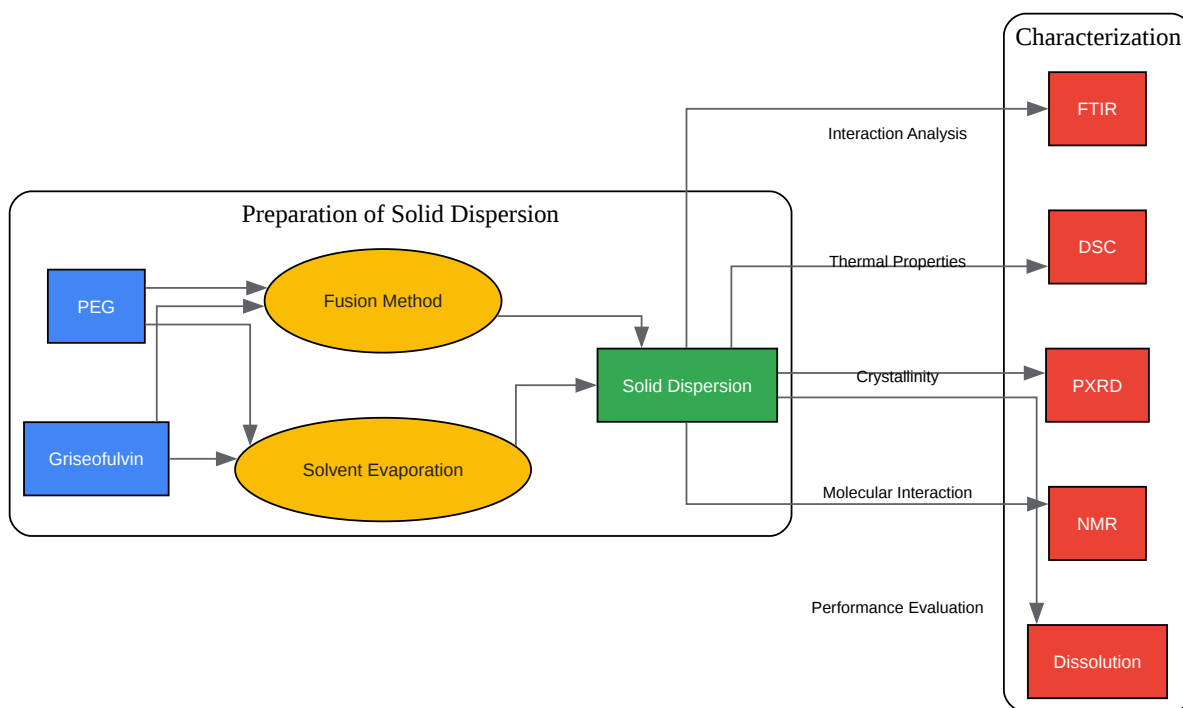 Characterization
FTIR
Interaction Analysis
Preparation of Solid Dispersion
DSC
Thermal Properties
PEG
Fusion Method
Solid Dispersion
Crystallinity
PXRD
Griseofulvin
Solvent Evaporation
Molecular Interaction
NMR
Performance Evaluation
Dissolution